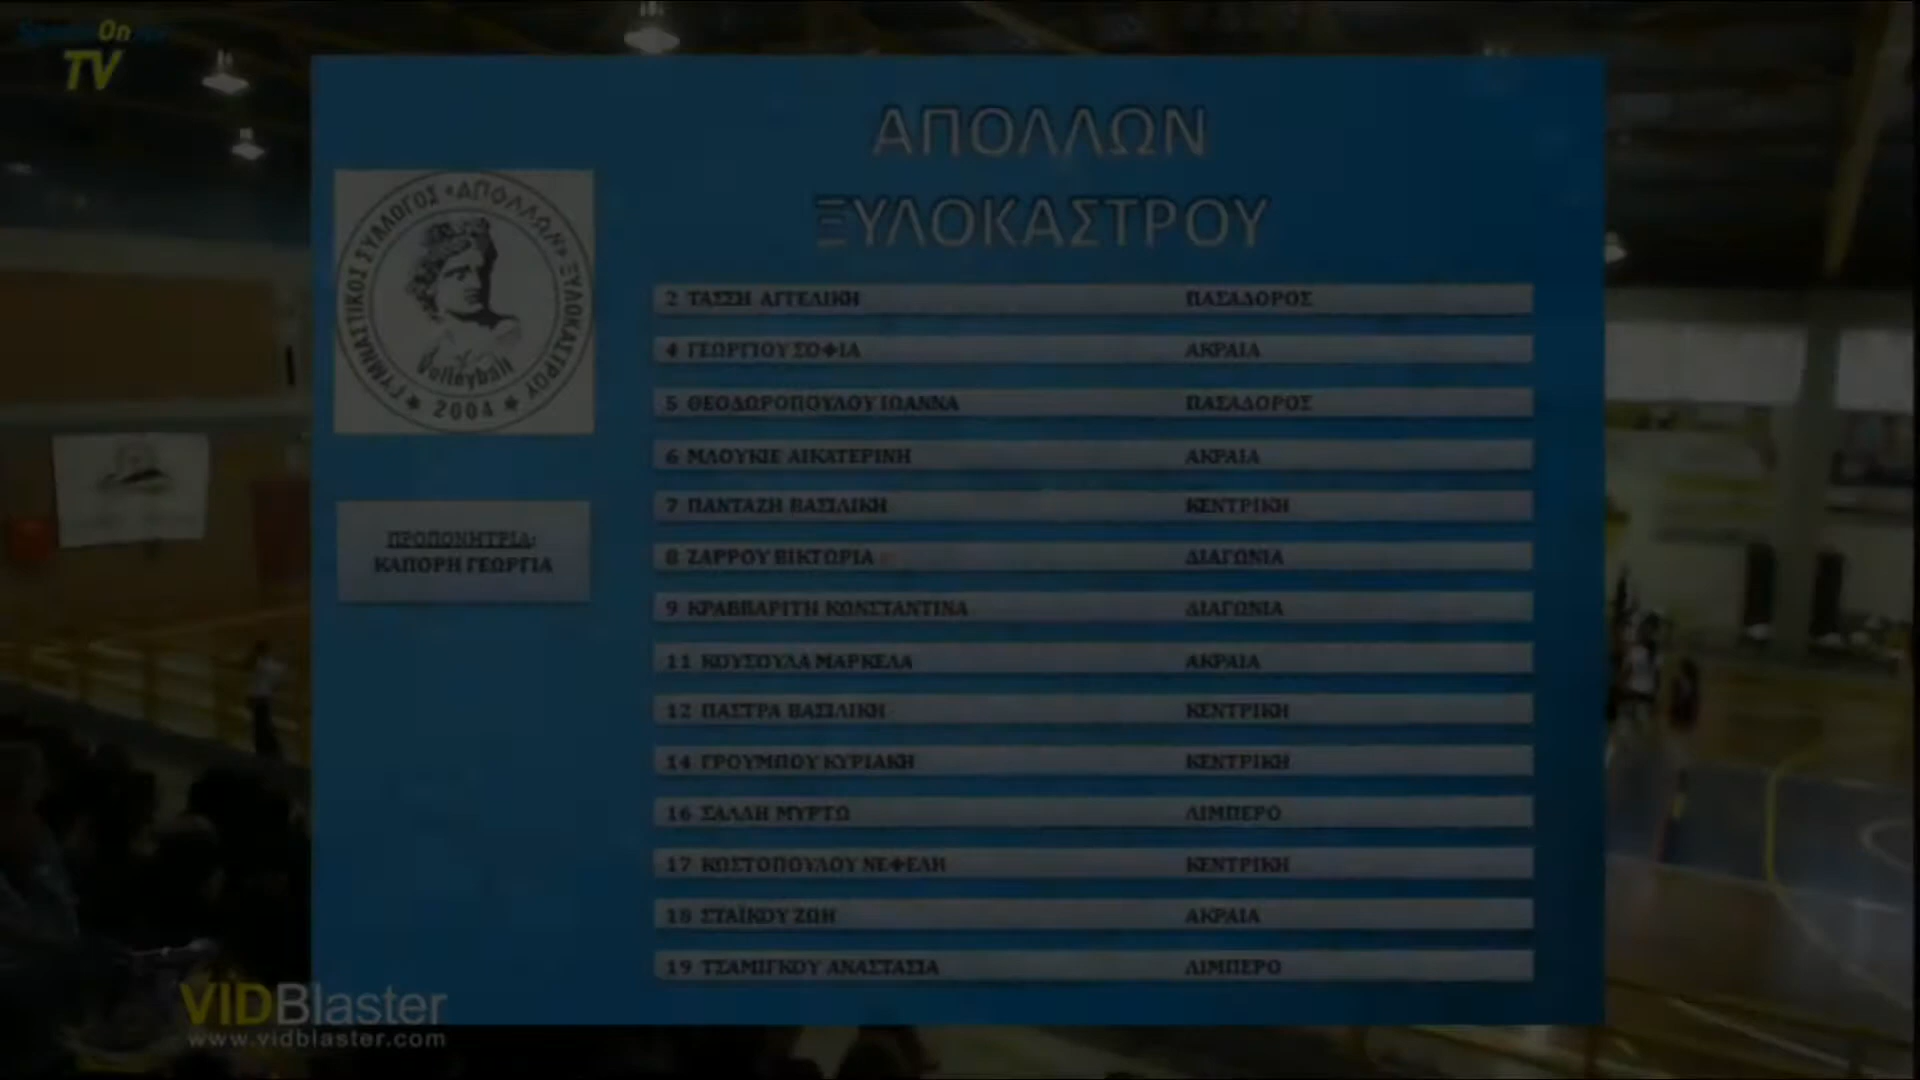 On
TV
ΑΠΟΛΛΩΝ
ΞΥΛΟΚΑΣΤΡΟΥ
ΓΥΜΝΑΣΤΙΚΟΣ ΣΥΛΛΟΓΟΣ «ΑΠΟΛΛΩΝ» ΞΥΛΟΚΑΣΤΡΟΥ
Volleyball
★ 2004 ★
ΠΡΟΠΟΝΗΤΡΙΑ:
ΚΑΠΟΡΗ ΓΕΩΡΓΙΑ
2 ΤΑΣΣΗ ΑΓΓΕΛΙΚΗ ΠΑΣΑΔΟΡΟΣ
4 ΓΕΩΡΓΙΟΥ ΣΟΦΙΑ ΑΚΡΑΙΑ
5 ΘΕΟΔΩΡΟΠΟΥΛΟΥ ΙΩΑΝΝΑ ΠΑΣΑΔΟΡΟΣ
6 ΜΛΟΥΚΙΕ ΑΙΚΑΤΕΡΙΝΗ ΑΚΡΑΙΑ
7 ΠΑΝΤΑΖΗ ΒΑΣΙΛΙΚΗ ΚΕΝΤΡΙΚΗ
8 ΖΑΡΡΟΥ ΒΙΚΤΩΡΙΑ ΔΙΑΓΩΝΙΑ
9 ΚΡΑΒΒΑΡΙΤΗ ΚΩΝΣΤΑΝΤΙΝΑ ΔΙΑΓΩΝΙΑ
11 ΚΟΥΣΟΥΛΑ ΜΑΡΚΕΛΑ ΑΚΡΑΙΑ
12 ΠΑΣΤΡΑ ΒΑΣΙΛΙΚΗ ΚΕΝΤΡΙΚΗ
14 ΓΡΟΥΜΠΟΥ ΚΥΡΙΑΚΗ ΚΕΝΤΡΙΚΗ
16 ΣΑΛΛΗ ΜΥΡΤΩ ΛΙΜΠΕΡΟ
17 ΚΩΣΤΟΠΟΥΛΟΥ ΝΕΦΕΛΗ ΚΕΝΤΡΙΚΗ
18 ΣΤΑΪΚΟΥ ΖΩΗ ΑΚΡΑΙΑ
19 ΤΣΑΜΙΓΚΟΥ ΑΝΑΣΤΑΣΙΑ ΛΙΜΠΕΡΟ
VIDBlaster
www.vidblaster.com